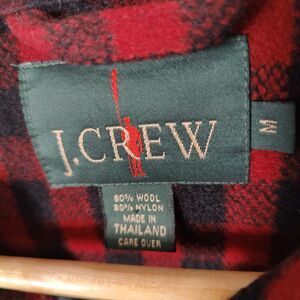 J.CREW
M
80% WOOL
20% NYLON
MADE IN
THAILAND
CARE OVER